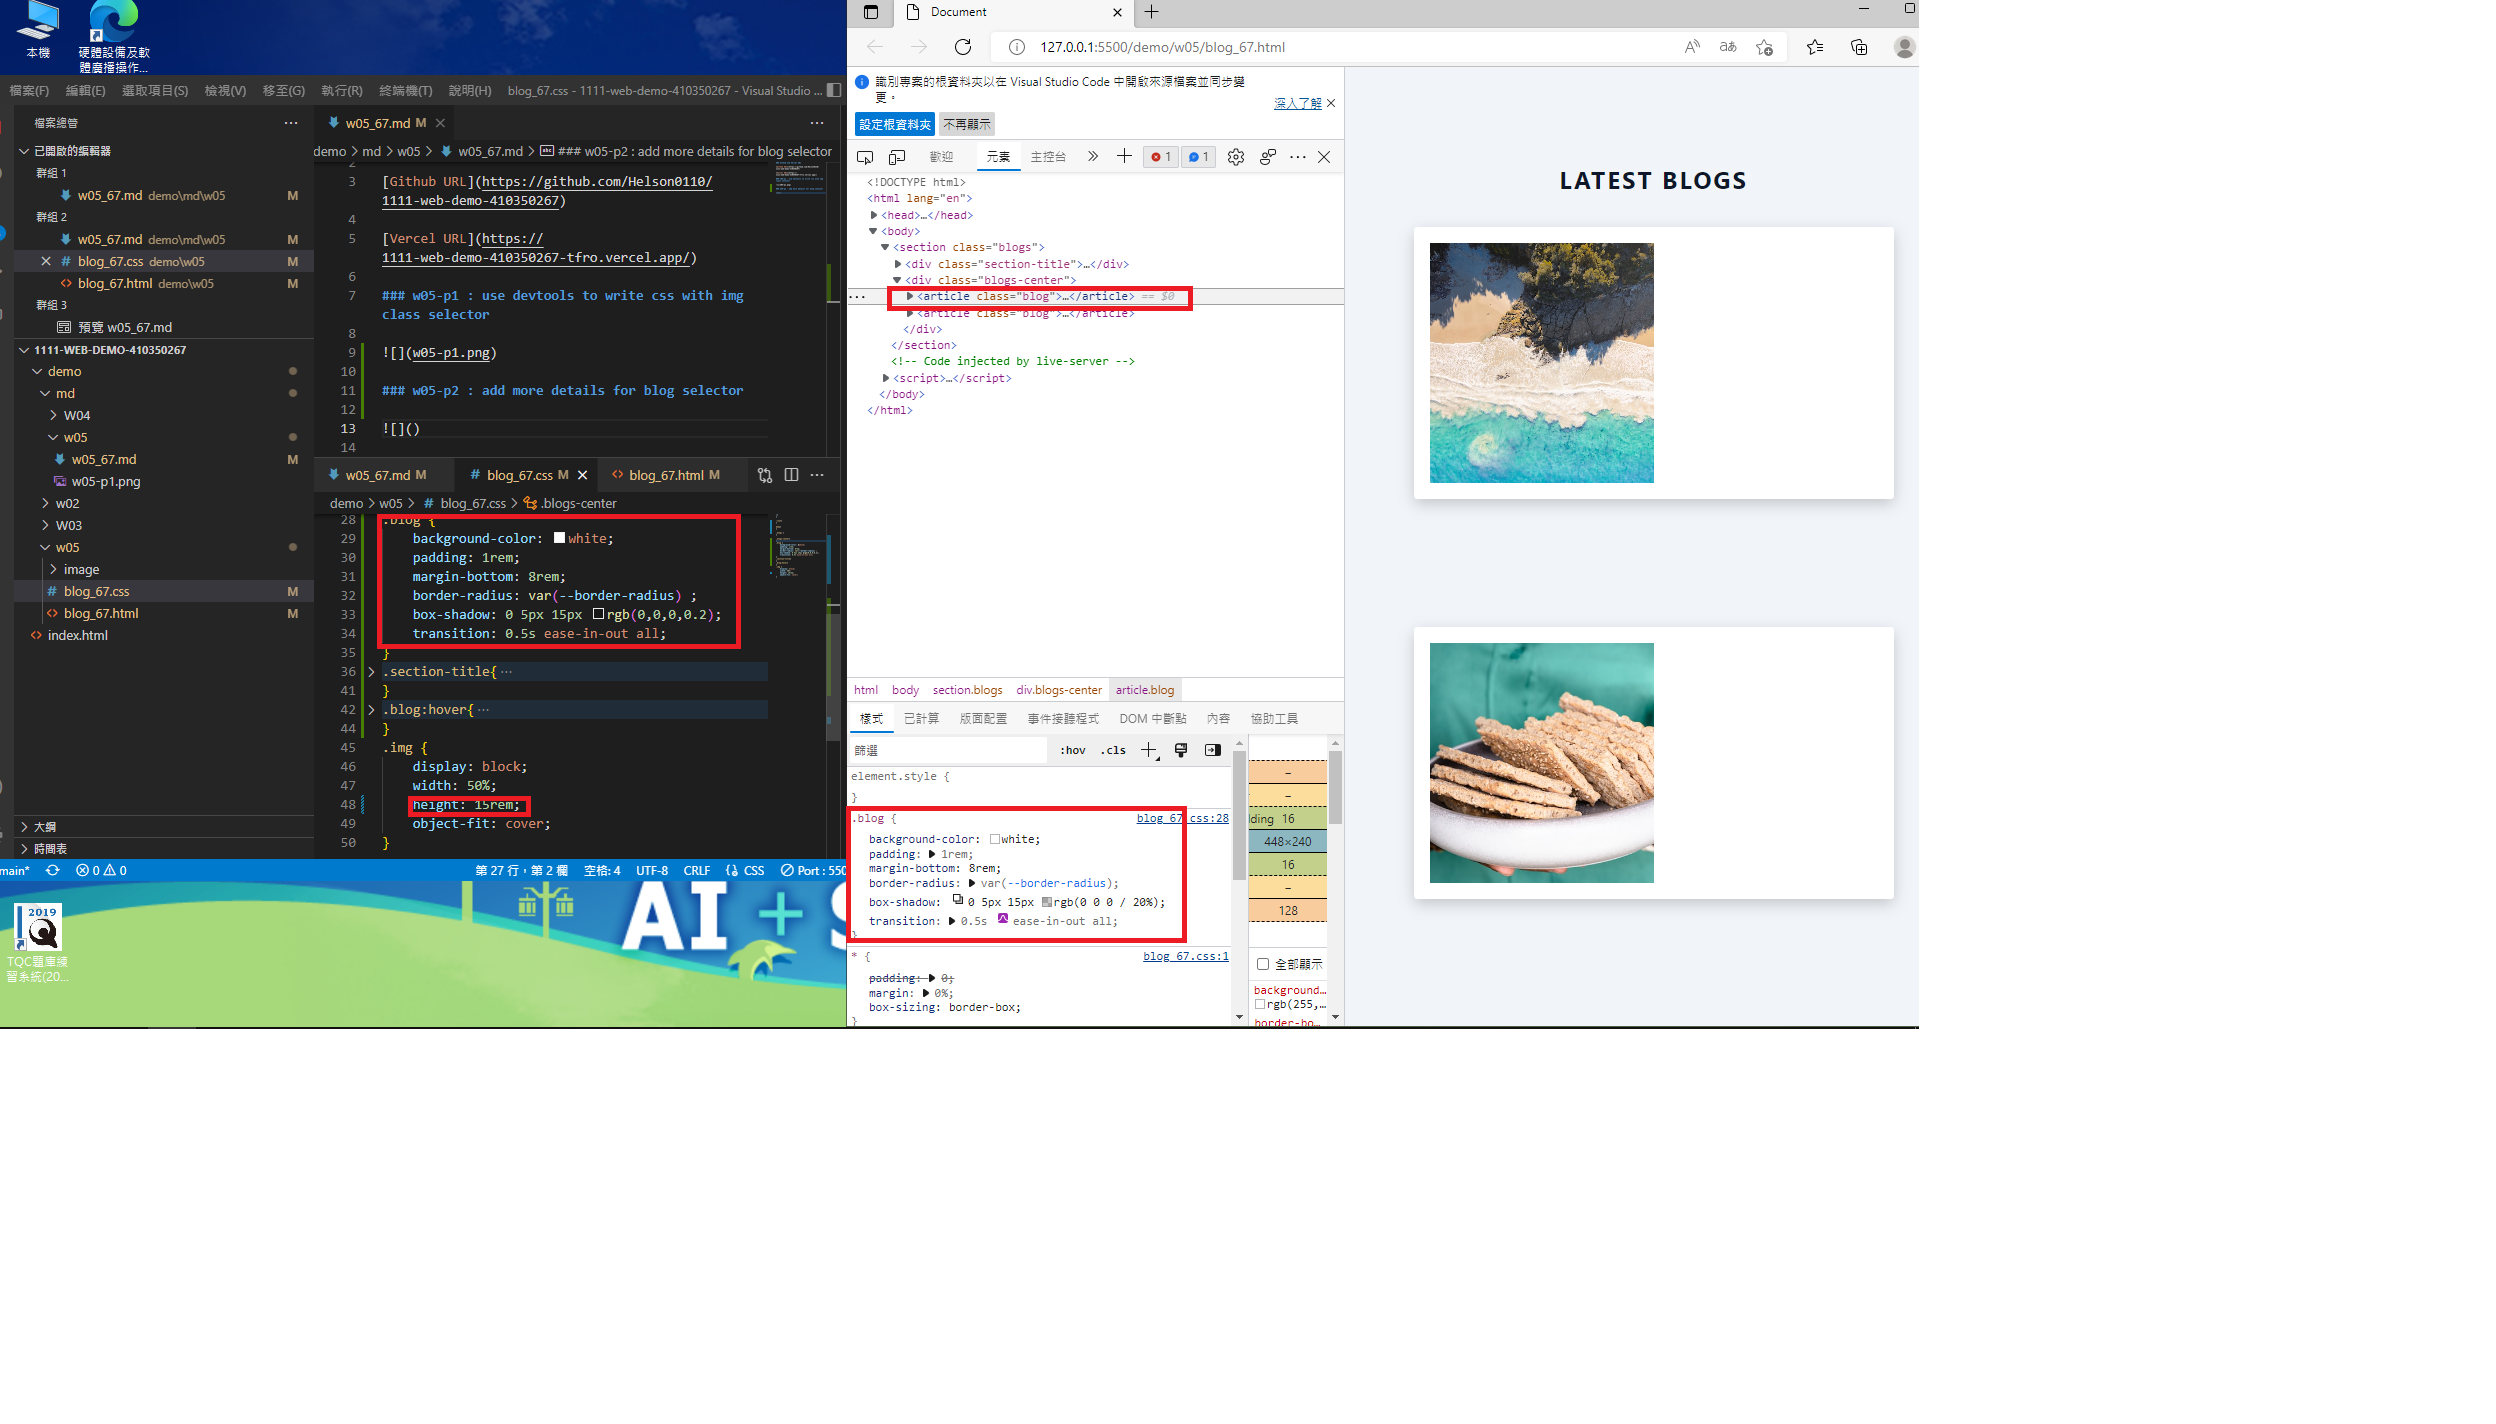 本機
硬體設備及軟
體廣播操作...
檔案(F) 編輯(E) 選取項目(S) 檢視(V) 移至(G) 執行(R) 終端機(T) 說明(H) blog_67.css - 1111-web-demo-410350267 - Visual Studio ...
檔案總管
已開啟的編輯器
群組 1
w05_67.md demo\md\w05 M
群組 2
w05_67.md demo\md\w05 M
blog_67.css demo\w05 M
blog_67.html demo\w05 M
群組 3
預覽 w05_67.md
1111-WEB-DEMO-410350267
demo
md
W04
w05
w05_67.md M
w05-p1.png
w02
W03
w05
image
blog_67.css M
blog_67.html M
index.html
大綱
時間表
w05_67.md M
demo > md > w05 > w05_67.md > ### w05-p2 : add more details for blog selector
2
3 [Github URL](https://github.com/Helson0110/
1111-web-demo-410350267)
4
5 [Vercel URL](https://
1111-web-demo-410350267-tfro.vercel.app/)
6
7 ### w05-p1 : use devtools to write css with img
class selector
8
9 ![](w05-p1.png)
10
11 ### w05-p2 : add more details for blog selector
12
13 ![]()
14
w05_67.md M blog_67.css M blog_67.html M
demo > w05 > blog_67.css > .blogs-center
28 .blog {
29 background-color: white;
30 padding: 1rem;
31 margin-bottom: 8rem;
32 border-radius: var(--border-radius) ;
33 box-shadow: 0 5px 15px rgb(0,0,0,0.2);
34 transition: 0.5s ease-in-out all;
35 }
36 .section-title{ ...
41 }
42 .blog:hover{ ...
44 }
45 .img {
46 display: block;
47 width: 50%;
48 height: 15rem;
49 object-fit: cover;
50 }
main* 0 0 第 27 行，第 2 欄 空格: 4 UTF-8 CRLF CSS Port : 550
AI + S
2019
TQC題庫練
習系統(20...
Document
127.0.0.1:5500/demo/w05/blog_67.html
識別專案的根資料夾以在 Visual Studio Code 中開啟來源檔案並同步變
更。
深入了解
設定根資料夾 不再顯示
歡迎 元素 主控台 1 1
<!DOCTYPE html>
<html lang="en">
<head>…</head>
<body>
<section class="blogs">
<div class="section-title">…</div>
<div class="blogs-center">
<article class="blog">…</article> == $0
<article class="blog">…</article>
</div>
</section>
<!-- Code injected by live-server -->
<script>…</script>
</body>
</html>
html body section.blogs div.blogs-center article.blog
樣式 已計算 版面配置 事件接聽程式 DOM 中斷點 內容 協助工具
篩選 :hov .cls
element.style {
}
.blog { blog_67.css:28
background-color: white;
padding: 1rem;
margin-bottom: 8rem;
border-radius: var(--border-radius);
box-shadow: 0 5px 15px rgb(0 0 0 / 20%);
transition: 0.5s ease-in-out all;
}
* { blog_67.css:1
padding: 0;
margin: 0%;
box-sizing: border-box;
}
–
–
dding 16
448×240
16
–
128
全部顯示
background…
rgb(255,…
border-bo…
LATEST BLOGS